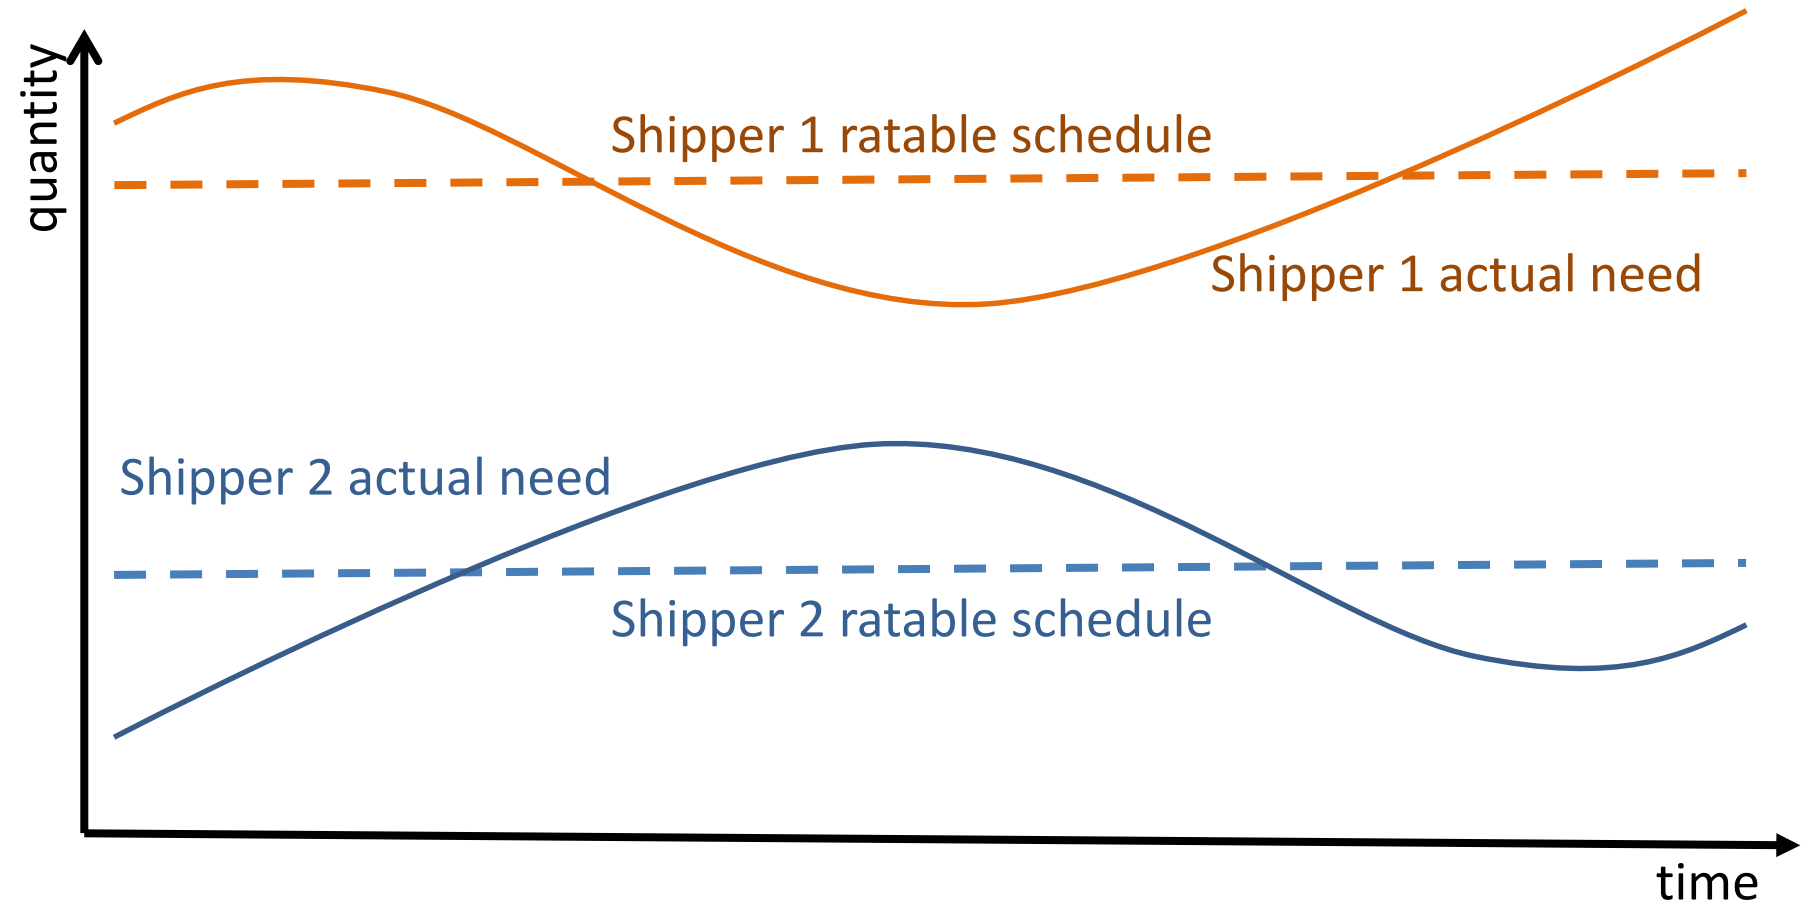 quantity
Shipper 1 ratable schedule
Shipper 1 actual need
Shipper 2 actual need
Shipper 2 ratable schedule
time